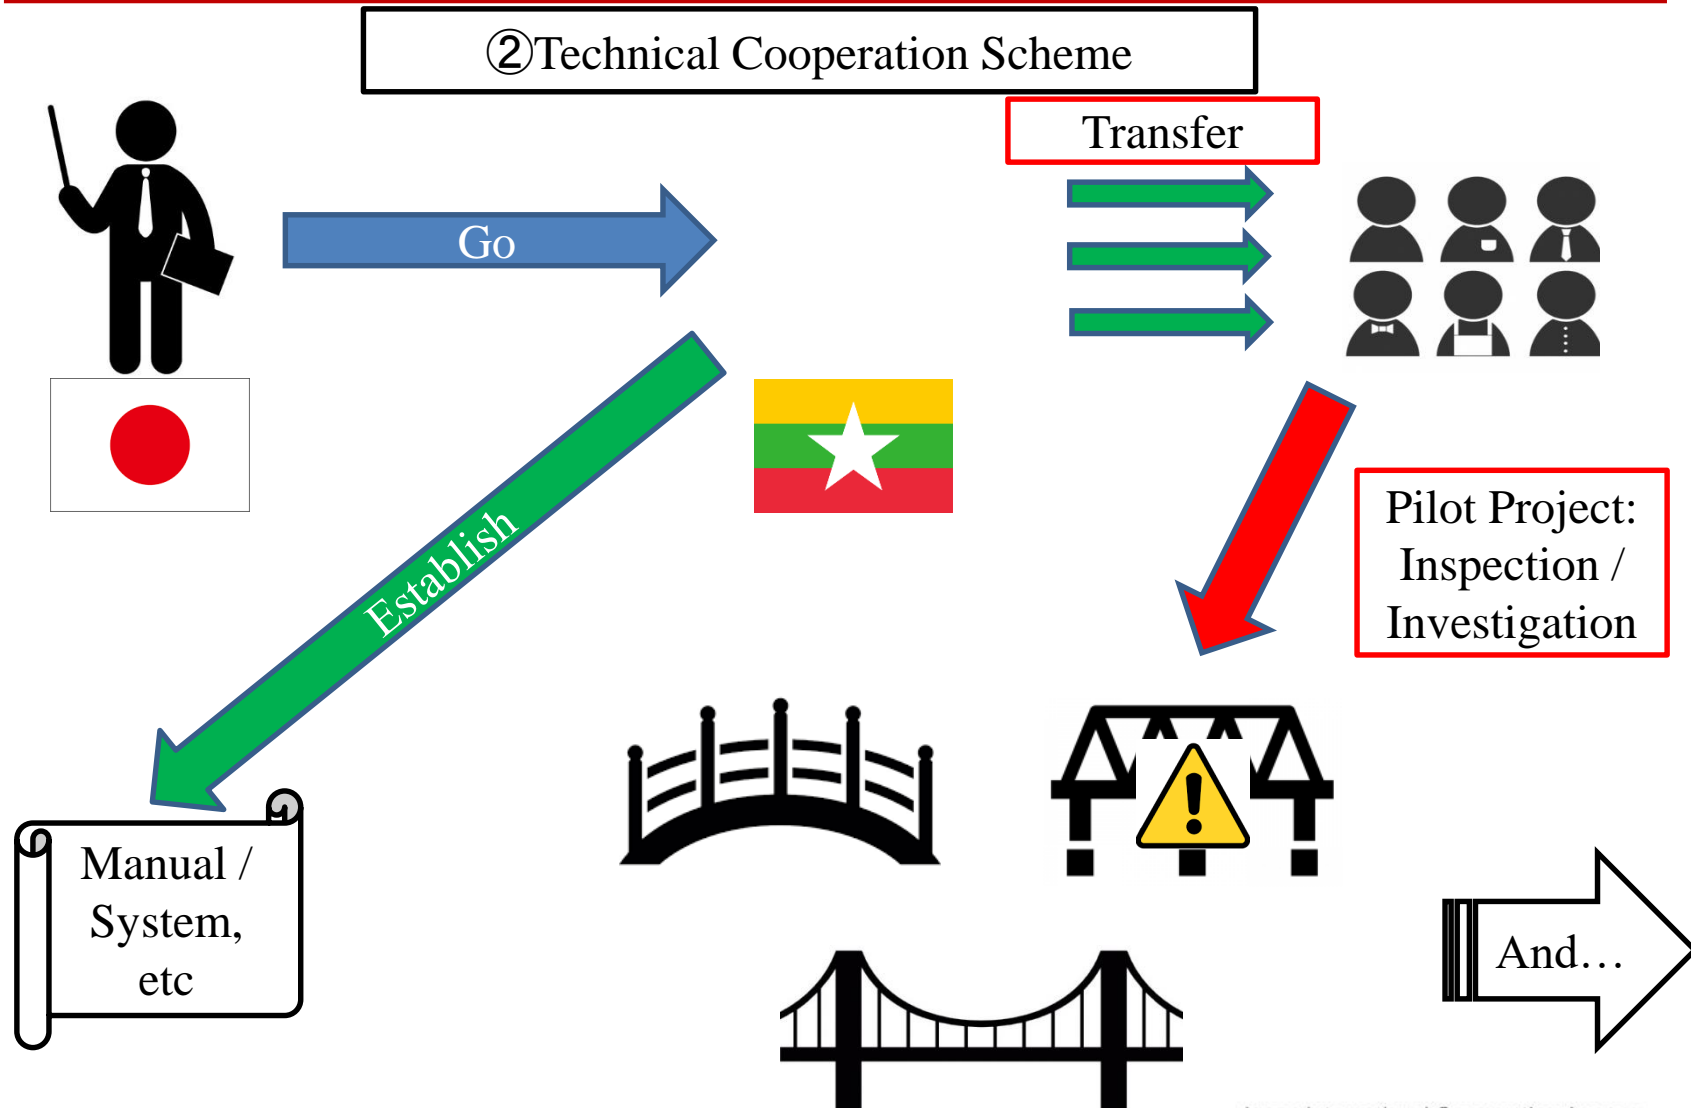 ②Technical Cooperation Scheme
Transfer
Go
Establish
Pilot Project:
Inspection /
Investigation
Manual /
System,
etc
And…